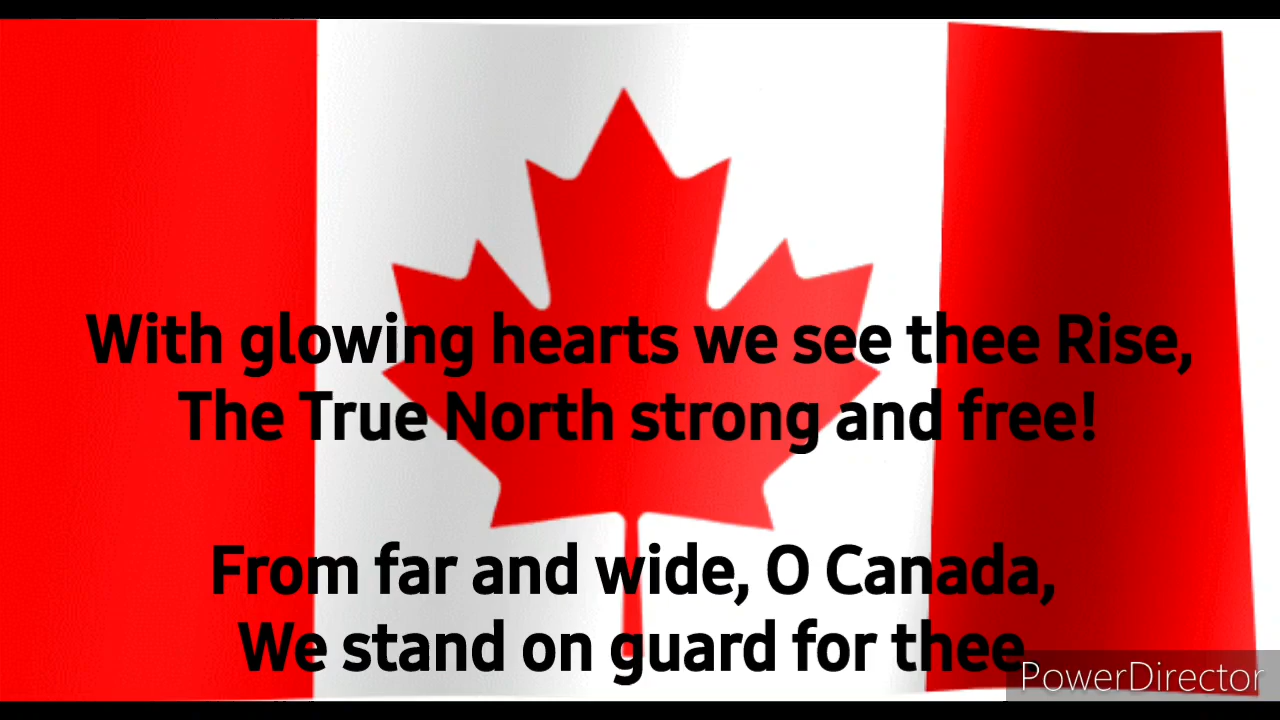 With glowing hearts we see thee Rise,
The True North strong and free!
From far and wide, O Canada,
We stand on guard for thee
PowerDirector